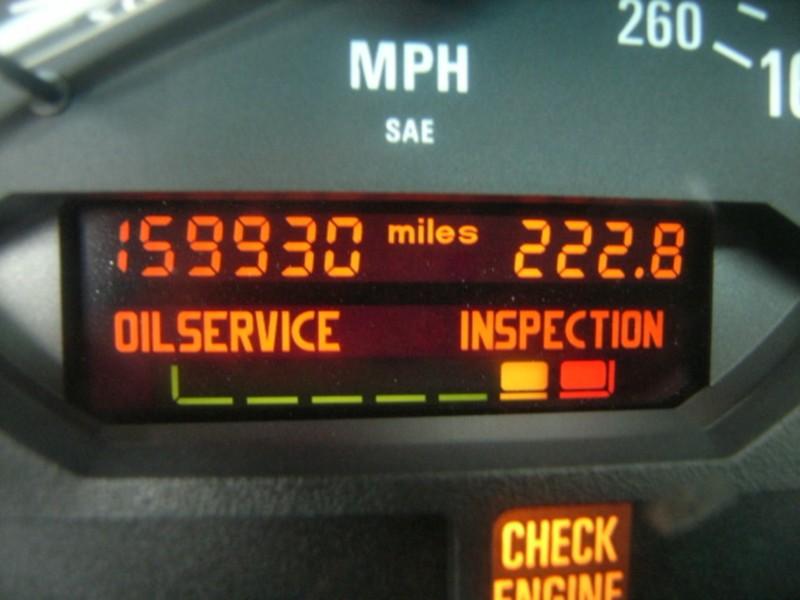 260
MPH
SAE
159930 miles 222.8
OILSERVICE INSPECTION
CHECK
ENGINE